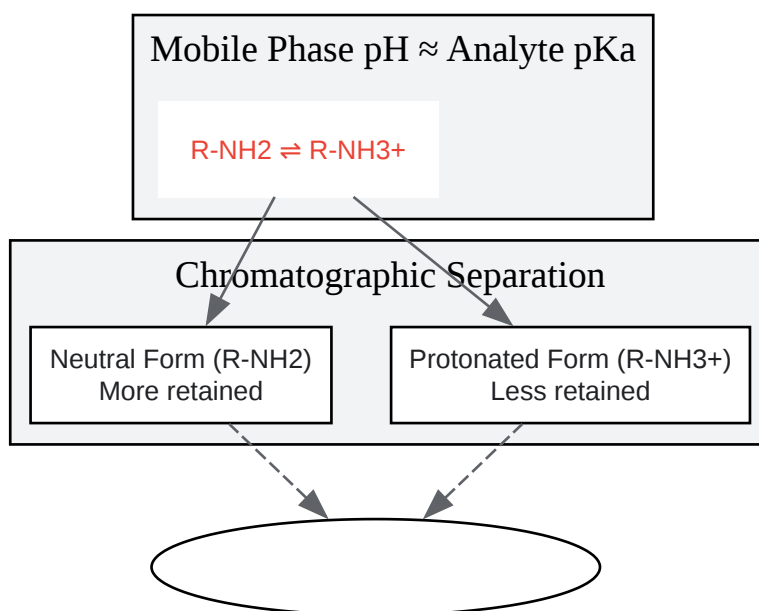 Mobile Phase pH ≈ Analyte pKa
R-NH2 ⇌ R-NH3+
Chromatographic Separation
Neutral Form (R-NH2)
More retained
Protonated Form (R-NH3+)
Less retained